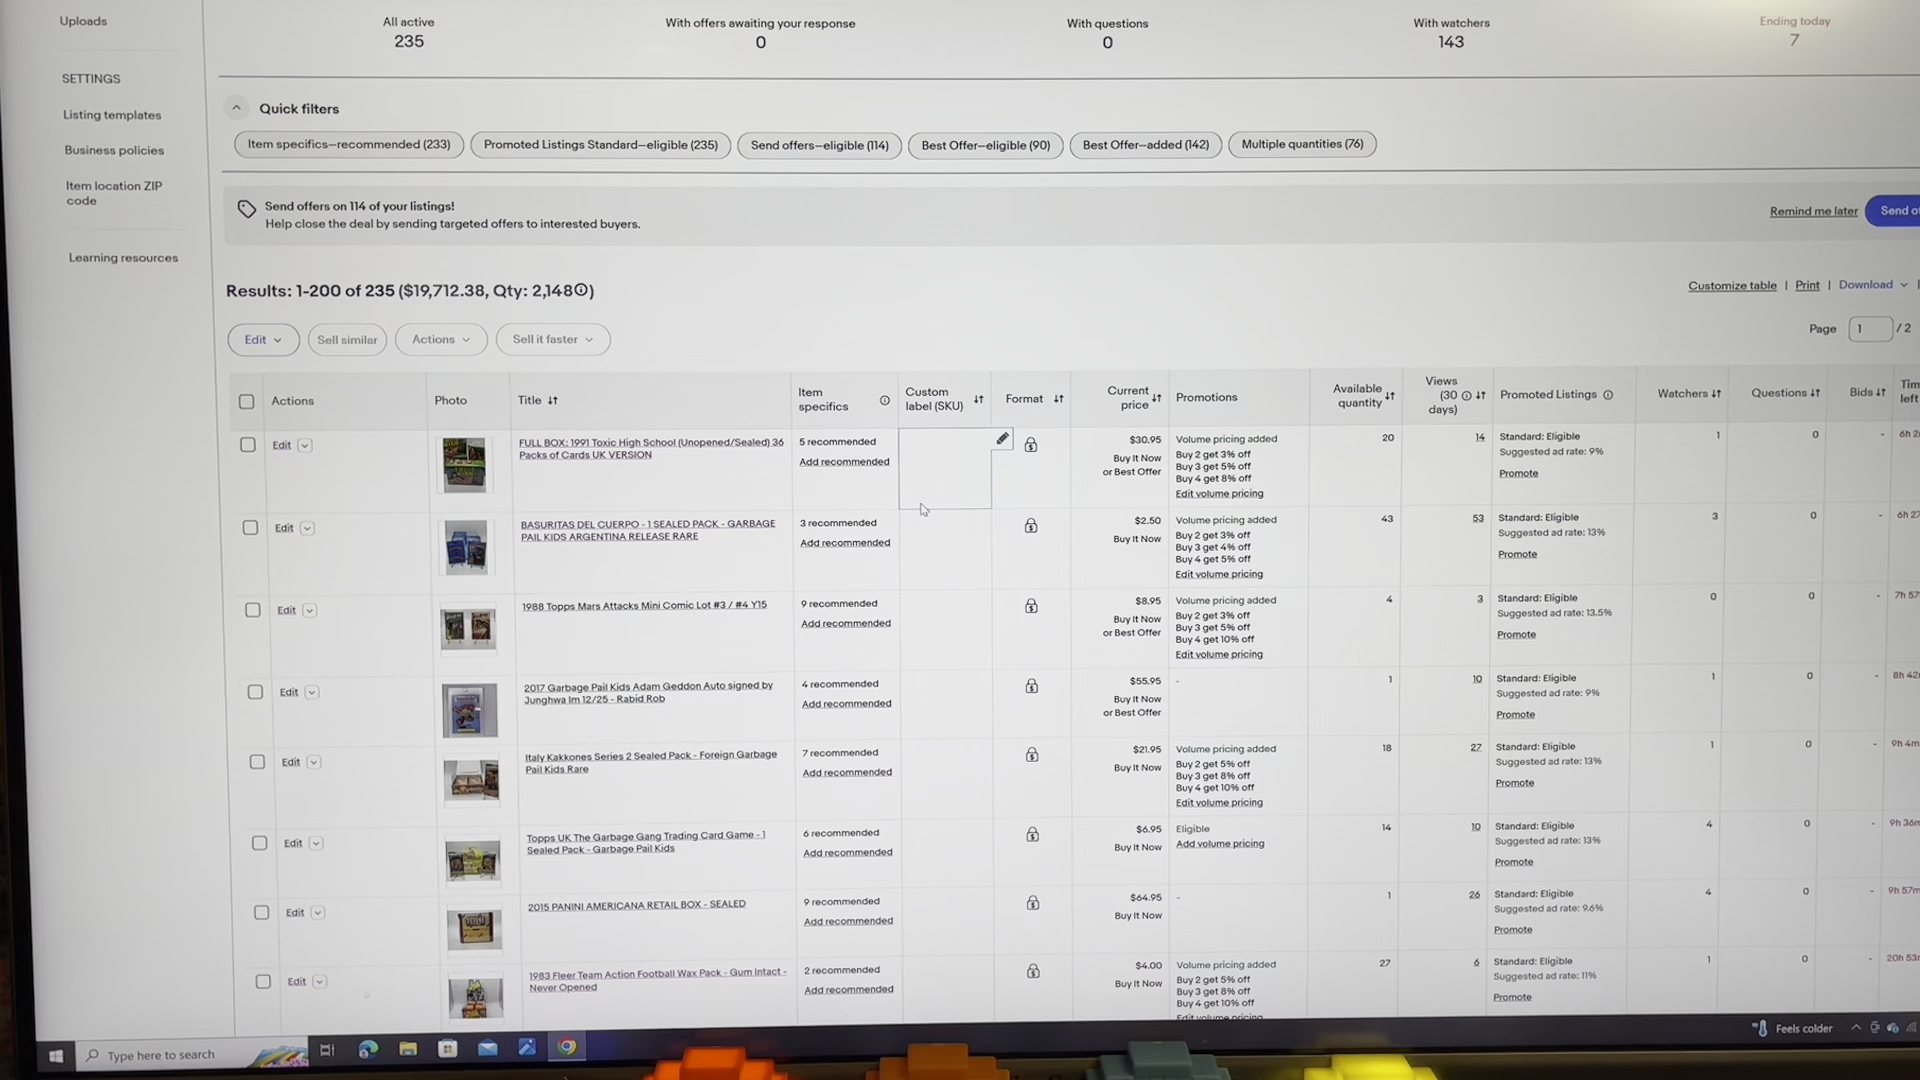 Uploads
SETTINGS
Listing templates
Business policies
Item location ZIP
code
Learning resources
All active
235
With offers awaiting your response
0
With questions
0
With watchers
143
Ending today
7
Quick filters
Item specifics–recommended (233)
Promoted Listings Standard–eligible (235)
Send offers–eligible (114)
Best Offer–eligible (90)
Best Offer–added (142)
Multiple quantities (76)
Send offers on 114 of your listings!
Help close the deal by sending targeted offers to interested buyers.
Remind me later
Send o
Results: 1-200 of 235 ($19,712.38, Qty: 2,148)
Customize table | Print | Download
Edit
Sell similar
Actions
Sell it faster
Page 1 / 2
Actions
Photo
Title
Item
specifics
Custom
label (SKU)
Format
Current
price
Promotions
Available
quantity
Views
(30
days)
Promoted Listings
Watchers
Questions
Bids
Tim
left
Edit
FULL BOX: 1991 Toxic High School (Unopened/Sealed) 36
Packs of Cards UK VERSION
5 recommended
Add recommended
$30.95
Buy It Now
or Best Offer
Volume pricing added
Buy 2 get 3% off
Buy 3 get 5% off
Buy 4 get 8% off
Edit volume pricing
20
14
Standard: Eligible
Suggested ad rate: 9%
Promote
1
0
-
Edit
BASURITAS DEL CUERPO - 1 SEALED PACK - GARBAGE
PAIL KIDS ARGENTINA RELEASE RARE
3 recommended
Add recommended
$2.50
Buy It Now
Volume pricing added
Buy 2 get 3% off
Buy 3 get 4% off
Buy 4 get 5% off
Edit volume pricing
43
53
Standard: Eligible
Suggested ad rate: 13%
Promote
3
0
-
6h 27
Edit
1988 Topps Mars Attacks Mini Comic Lot #3 / #4 Y15
9 recommended
Add recommended
$8.95
Buy It Now
or Best Offer
Volume pricing added
Buy 2 get 3% off
Buy 3 get 5% off
Buy 4 get 10% off
Edit volume pricing
4
3
Standard: Eligible
Suggested ad rate: 13.5%
Promote
0
0
-
7h 57
Edit
2017 Garbage Pail Kids Adam Geddon Auto signed by
Junghwa Im 12/25 - Rabid Rob
4 recommended
Add recommended
$55.95
Buy It Now
or Best Offer
-
1
10
Standard: Eligible
Suggested ad rate: 9%
Promote
1
0
-
8h 42
Edit
Italy Kakkones Series 2 Sealed Pack - Foreign Garbage
Pail Kids Rare
7 recommended
Add recommended
$21.95
Buy It Now
Volume pricing added
Buy 2 get 5% off
Buy 3 get 8% off
Buy 4 get 10% off
Edit volume pricing
18
27
Standard: Eligible
Suggested ad rate: 13%
Promote
1
0
-
9h 4m
Edit
Topps UK The Garbage Gang Trading Card Game - 1
Sealed Pack - Garbage Pail Kids
6 recommended
Add recommended
$6.95
Buy It Now
Eligible
Add volume pricing
14
10
Standard: Eligible
Suggested ad rate: 13%
Promote
4
0
-
9h 36m
Edit
2015 PANINI AMERICANA RETAIL BOX - SEALED
9 recommended
Add recommended
$64.95
Buy It Now
-
1
26
Standard: Eligible
Suggested ad rate: 9.6%
Promote
4
0
-
9h 57m
Edit
1983 Fleer Team Action Football Wax Pack - Gum Intact -
Never Opened
2 recommended
Add recommended
$4.00
Buy It Now
Volume pricing added
Buy 2 get 5% off
Buy 3 get 8% off
Buy 4 get 10% off
Edit volume pricing
27
6
Standard: Eligible
Suggested ad rate: 11%
Promote
1
0
-
20h 53
Type here to search
Feels colder